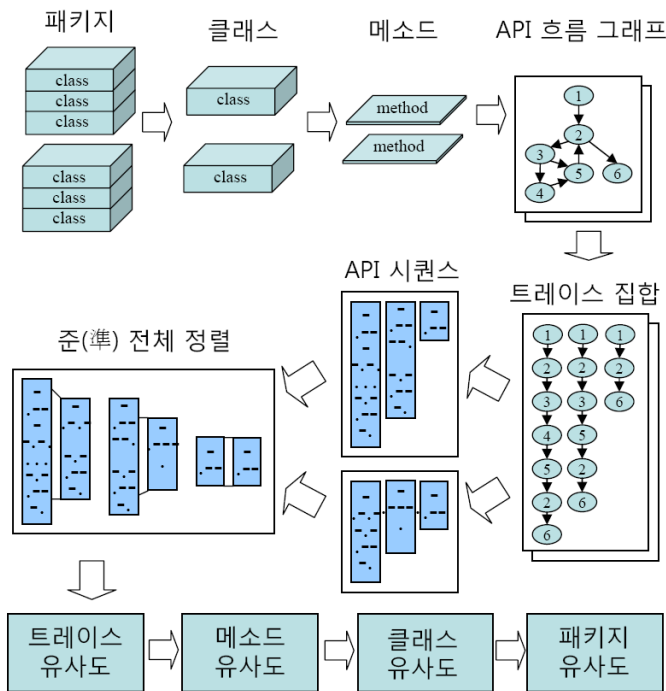 패키지
클래스
메소드
API 흐름 그래프
class
class
class
class
class
class
class
class
method
method
1
2
3
5
6
4
API 시퀀스
트레이스 집합
준(準) 전체 정렬
1 1 1
2 2 2
3 3 6
4 5
5 2
2 6
6
트레이스
유사도
메소드
유사도
클래스
유사도
패키지
유사도